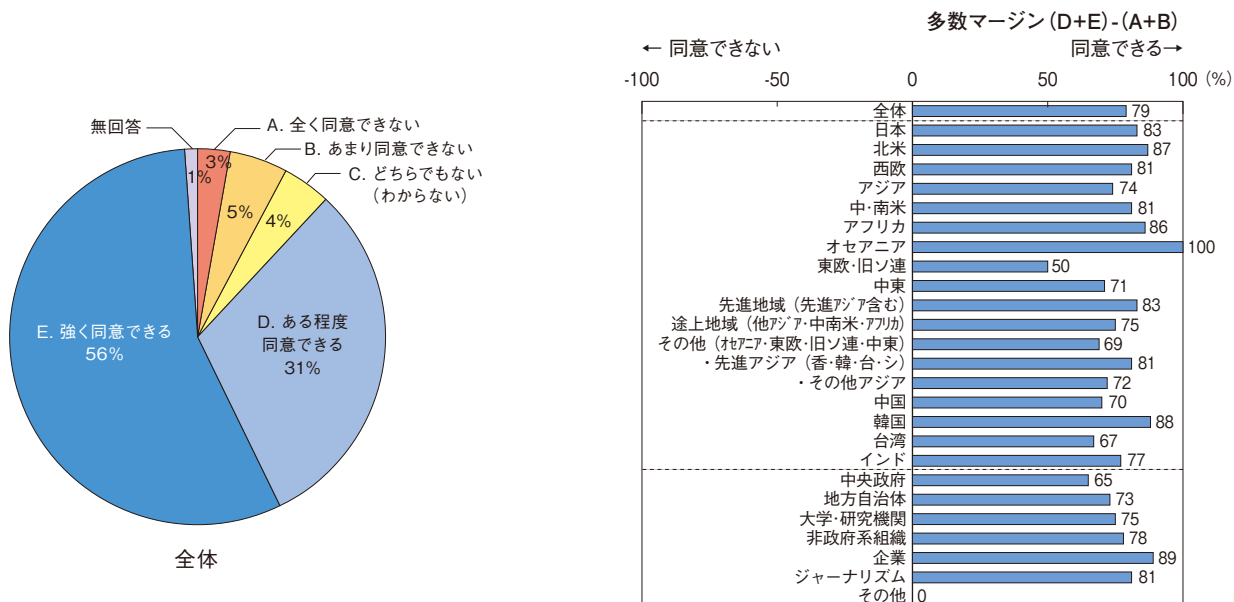 無回答
A. 全く同意できない
B. あまり同意できない
C. どちらでもない
(わからない)
1%
3%
5%
4%
E. 強く同意できる
56%
D. ある程度
同意できる
31%
全体
多数マージン(D+E)-(A+B)
← 同意できない
同意できる→
-100
-50
0
50
100 (%)
全体 79
日本 83
北米 87
西欧 81
アジア 74
中・南米 81
アフリカ 86
オセアニア 100
東欧・旧ソ連 50
中東 71
先進地域 (先進アジア含む) 83
途上地域 (他アジア・中南米・アフリカ) 75
その他 (オセアニア・東欧・旧ソ連・中東) 69
・先進アジア (香・韓・台・シ) 81
・その他アジア 72
中国 70
韓国 88
台湾 67
インド 77
中央政府 65
地方自治体 73
大学・研究機関 75
非政府系組織 78
企業 89
ジャーナリズム 81
その他 0